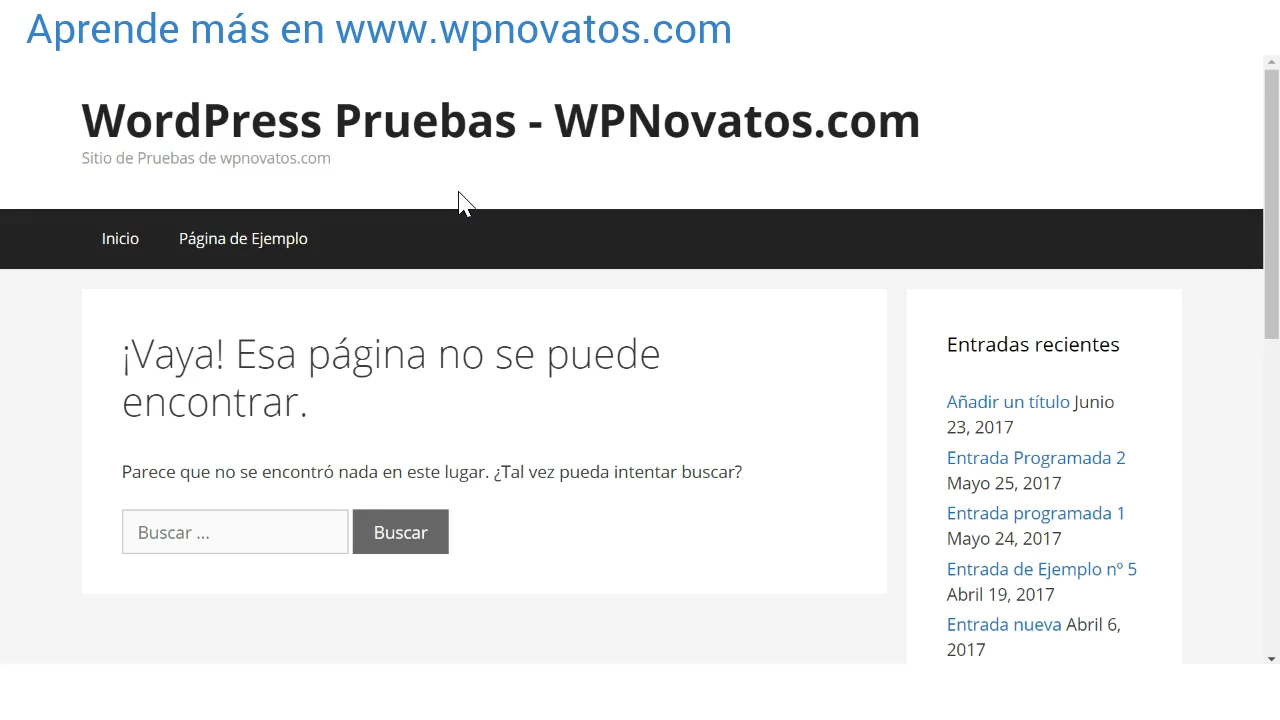 Aprende más en www.wpnovatos.com
WordPress Pruebas - WPNovatos.com
Sitio de Pruebas de wpnovatos.com
Inicio
Página de Ejemplo
¡Vaya! Esa página no se puede
encontrar.
Parece que no se encontró nada en este lugar. ¿Tal vez pueda intentar buscar?
Buscar ...
Buscar
Entradas recientes
Añadir un título Junio
23, 2017
Entrada Programada 2
Mayo 25, 2017
Entrada programada 1
Mayo 24, 2017
Entrada de Ejemplo nº 5
Abril 19, 2017
Entrada nueva Abril 6,
2017